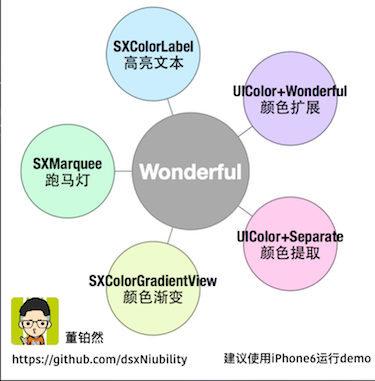 SXColorLabel
高亮文本
UIColor+Wonderful
颜色扩展
SXMarquee
跑马灯
Wonderful
UIColor+Separate
颜色提取
SXColorGradientView
颜色渐变
董铂然
https://github.com/dsxNiubility
建议使用iPhone6运行demo